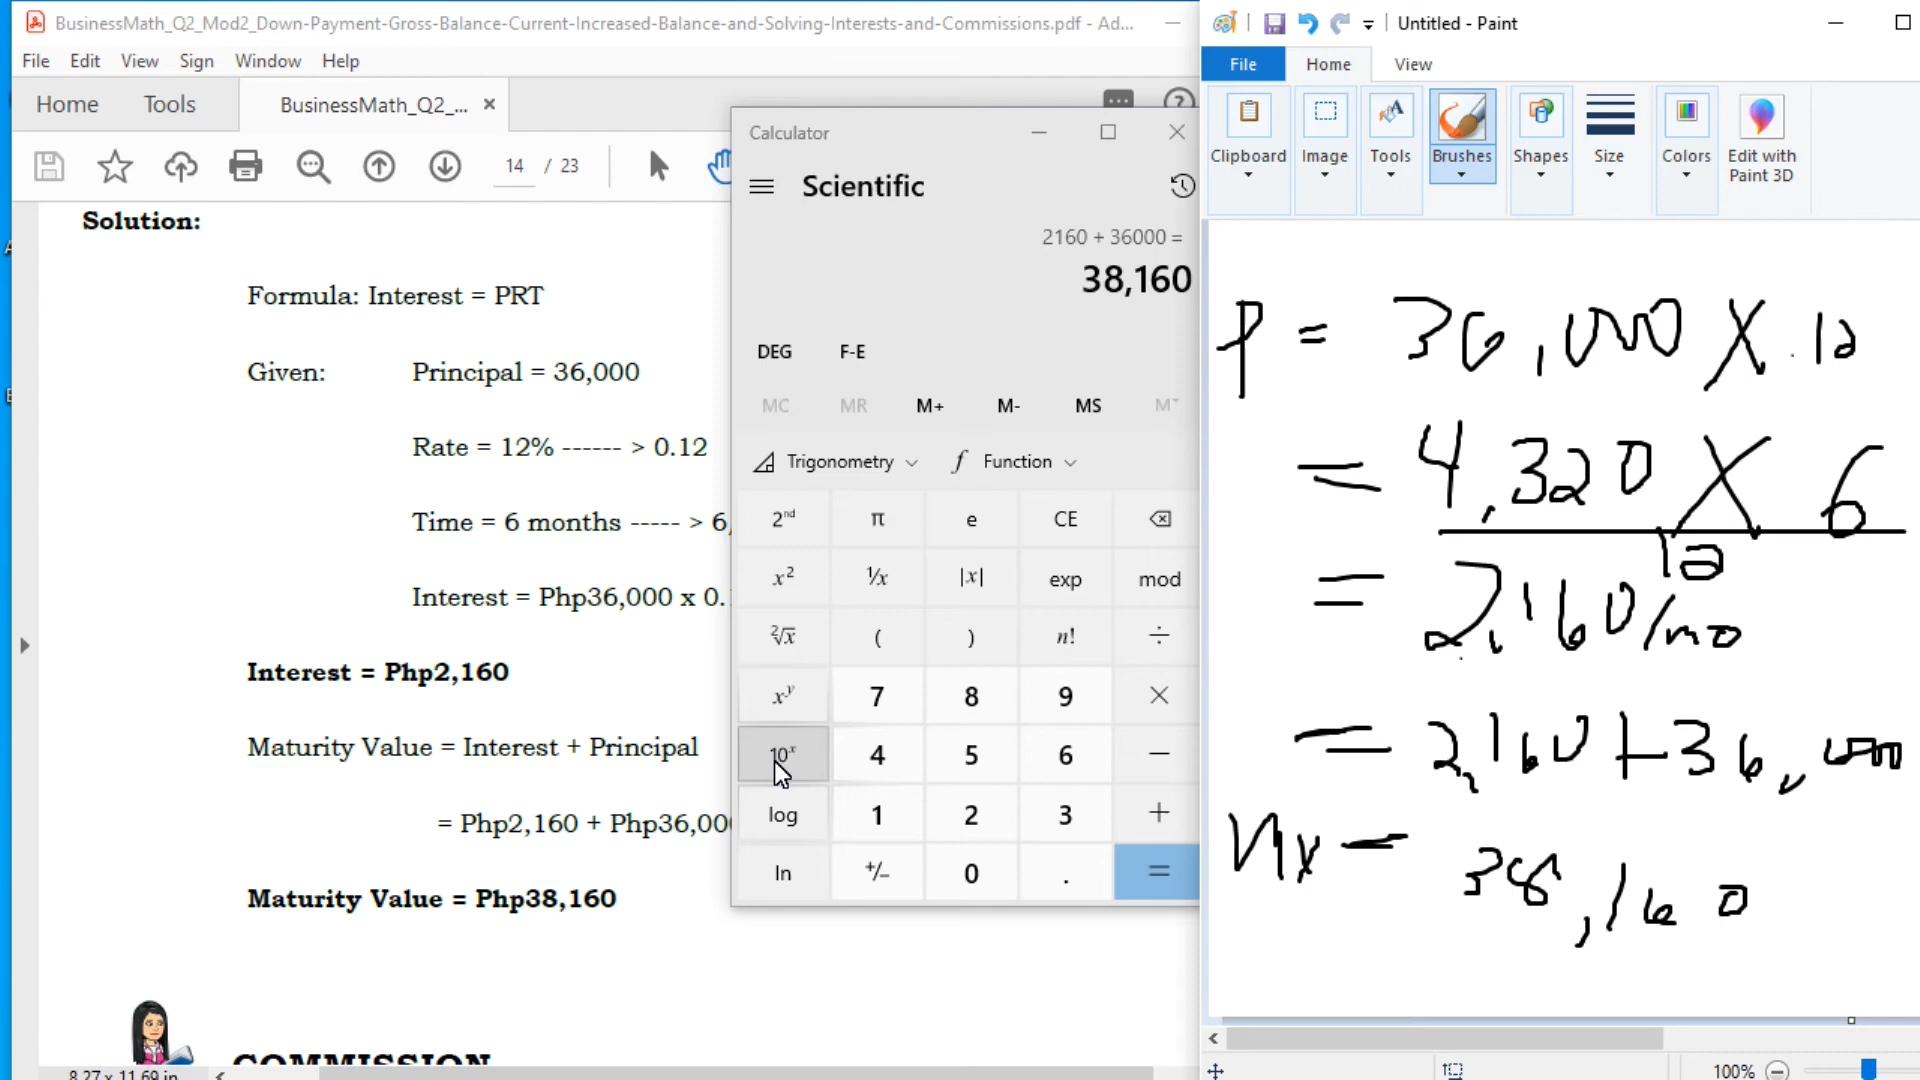 BusinessMath_Q2_Mod2_Down-Payment-Gross-Balance-Current-Increased-Balance-and-Solving-Interests-and-Commissions.pdf - Ad...
File Edit View Sign Window Help
Home Tools BusinessMath_Q2_... ×
14 / 23
Solution:
Formula: Interest = PRT
Given: Principal = 36,000
Rate = 12% ------ > 0.12
Time = 6 months ----- > 6
Interest = Php36,000 x 0.
Interest = Php2,160
Maturity Value = Interest + Principal
= Php2,160 + Php36,00
Maturity Value = Php38,160
COMMISSION
8.27 x 11.69 in
Calculator
Scientific
2160 + 36000 =
38,160
DEG F-E
MC MR M+ M- MS M˅
Trigonometry f Function
2ⁿᵈ π e CE
x² ¹/x |x| exp mod
²√x ( ) n! ÷
xʸ 7 8 9 ×
10ˣ 4 5 6 −
log 1 2 3 +
ln +/− 0 . =
Untitled - Paint
File Home View
Clipboard Image Tools Brushes Shapes Size Colors Edit with Paint 3D
P = 36,000 X .12
= 4,320 X 6
12
= 2,160/mo
= 2,160 + 36,000
= 38,160
100%